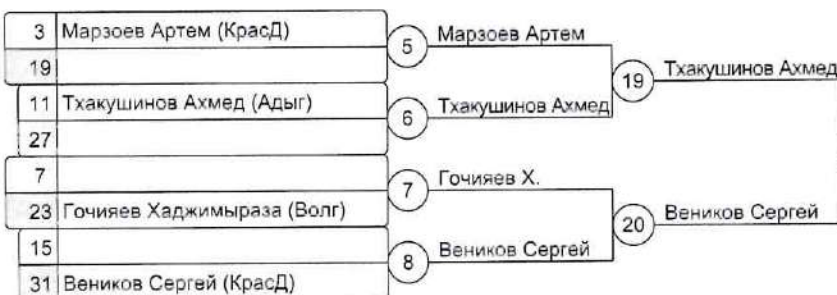 3 Марзоев Артем (КрасД)
19
11 Тхакушинов Ахмед (Адыг)
27
7
23 Гочияев Хаджимыраза (Волг)
15
31 Веников Сергей (КрасД)
5 Марзоев Артем
6 Тхакушинов Ахмед
7 Гочияев Х.
8 Веников Сергей
19 Тхакушинов Ахмед
20 Веников Сергей